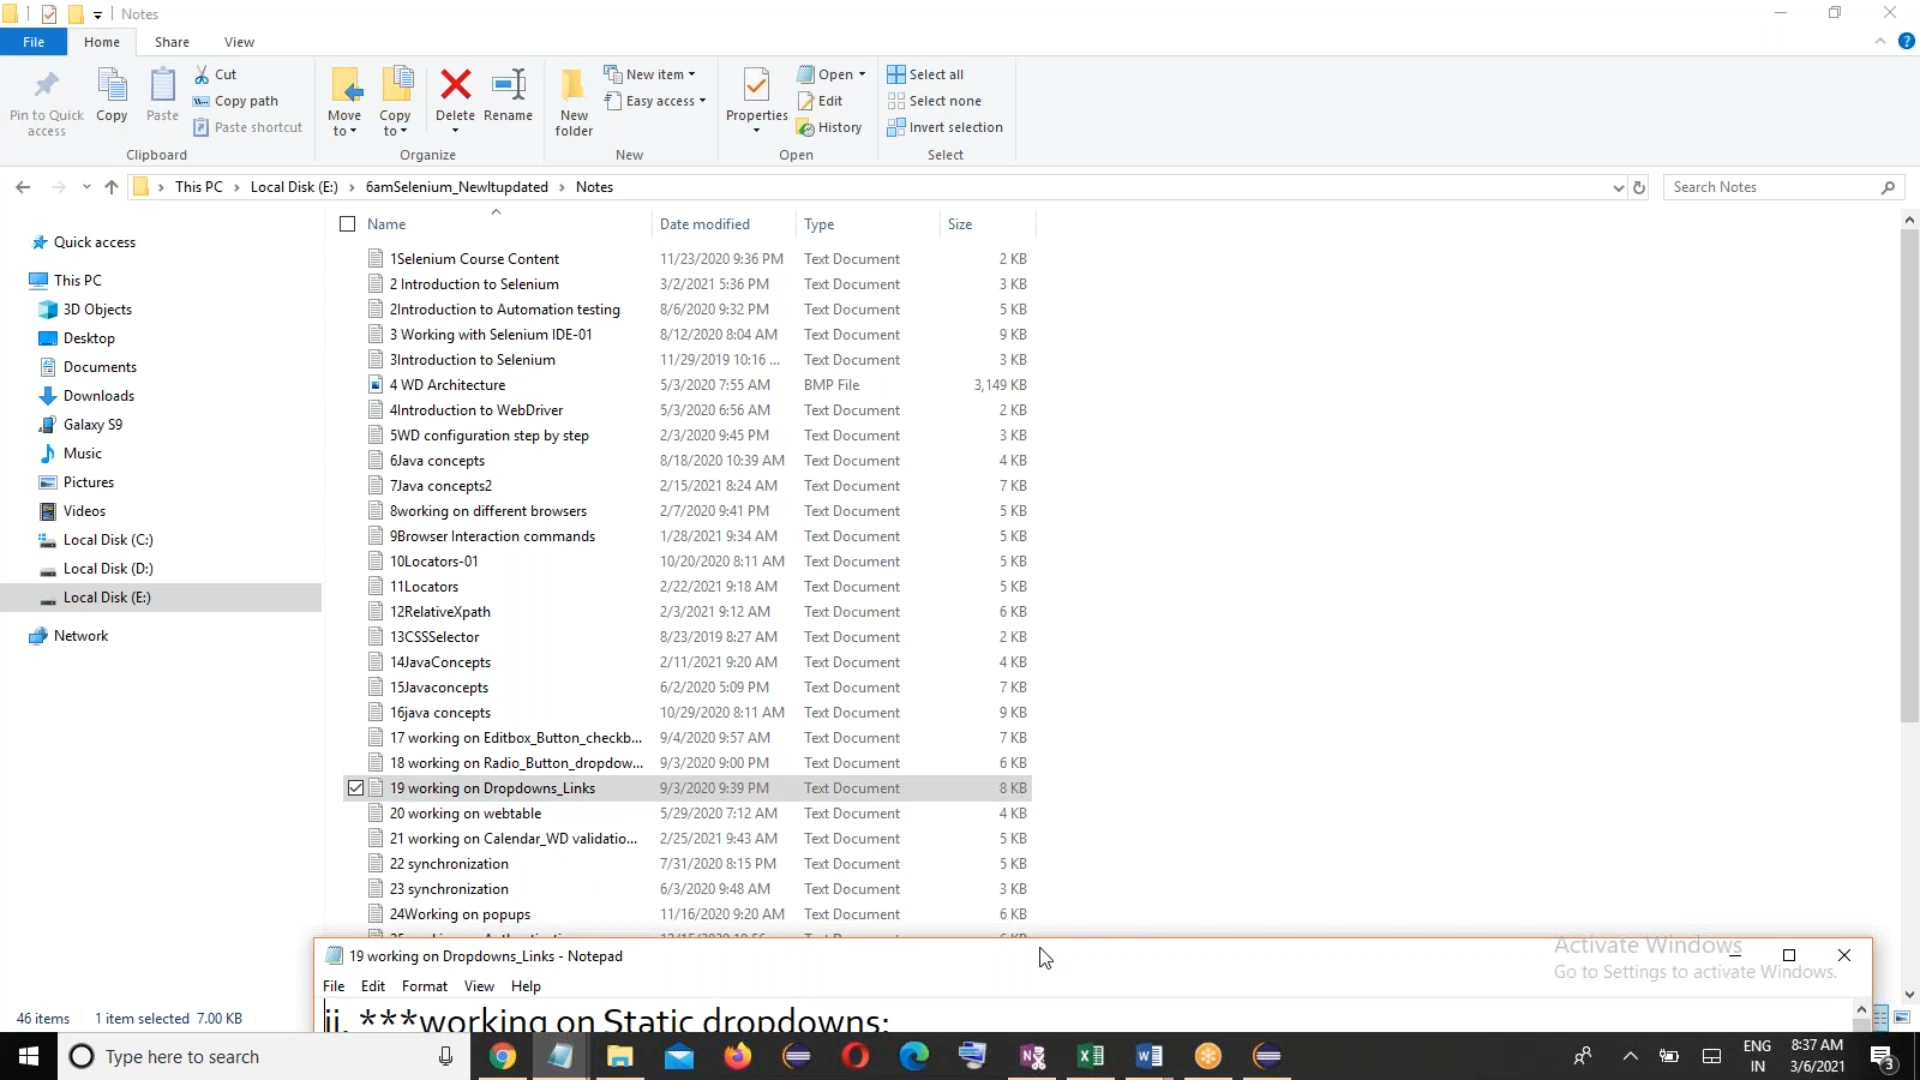 Notes
File Home Share View
Pin to Quick access
Copy
Paste
Cut
Copy path
Paste shortcut
Clipboard
Move to
Copy to
Delete
Rename
Organize
New folder
New item
Easy access
New
Properties
Open
Edit
History
Open
Select all
Select none
Invert selection
Select
This PC › Local Disk (E:) › 6amSelenium_NewItupdated › Notes
Search Notes
Quick access
This PC
3D Objects
Desktop
Documents
Downloads
Galaxy S9
Music
Pictures
Videos
Local Disk (C:)
Local Disk (D:)
Local Disk (E:)
Network
Name Date modified Type Size
1Selenium Course Content 11/23/2020 9:36 PM Text Document 2 KB
2 Introduction to Selenium 3/2/2021 5:36 PM Text Document 3 KB
2Introduction to Automation testing 8/6/2020 9:32 PM Text Document 5 KB
3 Working with Selenium IDE-01 8/12/2020 8:04 AM Text Document 9 KB
3Introduction to Selenium 11/29/2019 10:16 ... Text Document 3 KB
4 WD Architecture 5/3/2020 7:55 AM BMP File 3,149 KB
4Introduction to WebDriver 5/3/2020 6:56 AM Text Document 2 KB
5WD configuration step by step 2/3/2020 9:45 PM Text Document 3 KB
6Java concepts 8/18/2020 10:39 AM Text Document 4 KB
7Java concepts2 2/15/2021 8:24 AM Text Document 7 KB
8working on different browsers 2/7/2020 9:41 PM Text Document 5 KB
9Browser Interaction commands 1/28/2021 9:34 AM Text Document 5 KB
10Locators-01 10/20/2020 8:11 AM Text Document 5 KB
11Locators 2/22/2021 9:18 AM Text Document 5 KB
12RelativeXpath 2/3/2021 9:12 AM Text Document 6 KB
13CSSSelector 8/23/2019 8:27 AM Text Document 2 KB
14JavaConcepts 2/11/2021 9:20 AM Text Document 4 KB
15Javaconcepts 6/2/2020 5:09 PM Text Document 7 KB
16java concepts 10/29/2020 8:11 AM Text Document 9 KB
17 working on Editbox_Button_checkb... 9/4/2020 9:57 AM Text Document 7 KB
18 working on Radio_Button_dropdow... 9/3/2020 9:00 PM Text Document 6 KB
19 working on Dropdowns_Links 9/3/2020 9:39 PM Text Document 8 KB
20 working on webtable 5/29/2020 7:12 AM Text Document 4 KB
21 working on Calendar_WD validatio... 2/25/2021 9:43 AM Text Document 5 KB
22 synchronization 7/31/2020 8:15 PM Text Document 5 KB
23 synchronization 6/3/2020 9:48 AM Text Document 3 KB
24Working on popups 11/16/2020 9:20 AM Text Document 6 KB
Activate Windows
Go to Settings to activate Windows.
19 working on Dropdowns_Links - Notepad
File Edit Format View Help
ii. ***working on Static dropdowns:
46 items 1 item selected 7.00 KB
Type here to search
ENG
IN
8:37 AM
3/6/2021
3